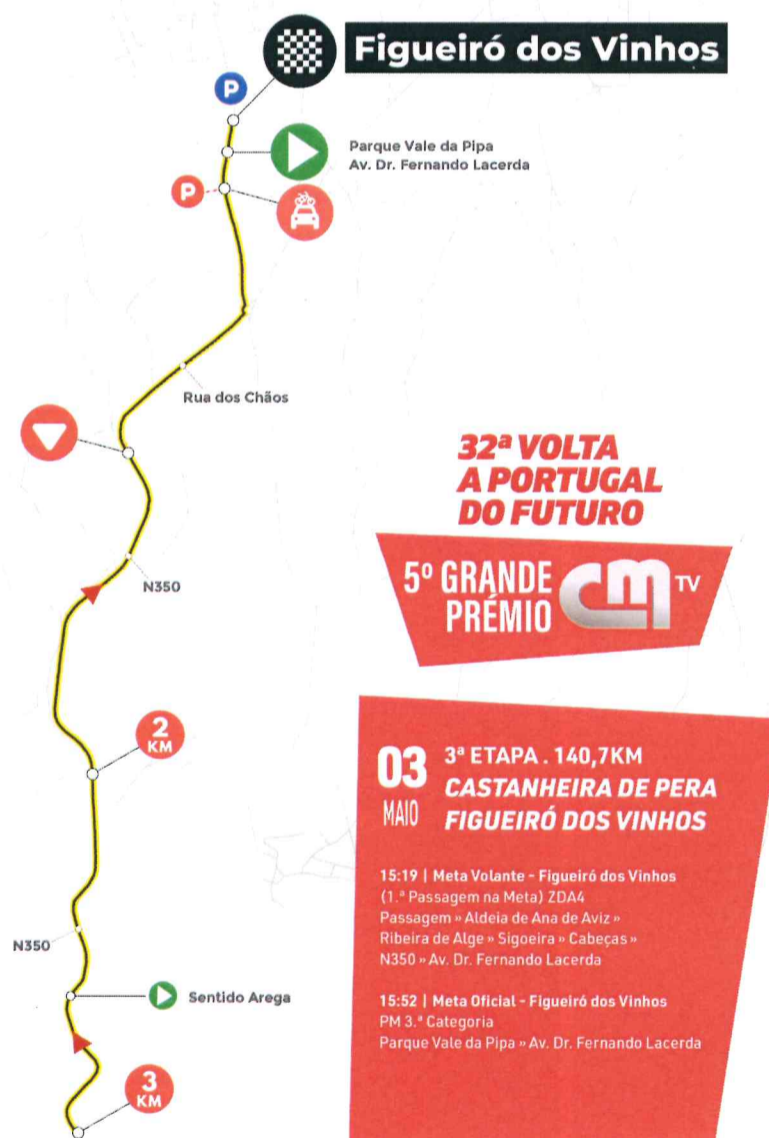 Figueiró dos Vinhos
P
Parque Vale da Pipa
Av. Dr. Fernando Lacerda
P
Rua dos Chãos
32ª VOLTA
A PORTUGAL
DO FUTURO
5º GRANDE
PRÉMIO
CM TV
N350
2
KM
03
MAIO
3ª ETAPA . 140,7KM
CASTANHEIRA DE PERA
FIGUEIRÓ DOS VINHOS
15:19 | Meta Volante - Figueiró dos Vinhos
(1.ª Passagem na Meta) ZDA4
Passagem » Aldeia de Ana de Aviz »
Ribeira de Alge » Sigoeira » Cabeças »
N350 » Av. Dr. Fernando Lacerda
15:52 | Meta Oficial - Figueiró dos Vinhos
PM 3.ª Categoria
Parque Vale da Pipa » Av. Dr. Fernando Lacerda
N350
Sentido Arega
3
KM